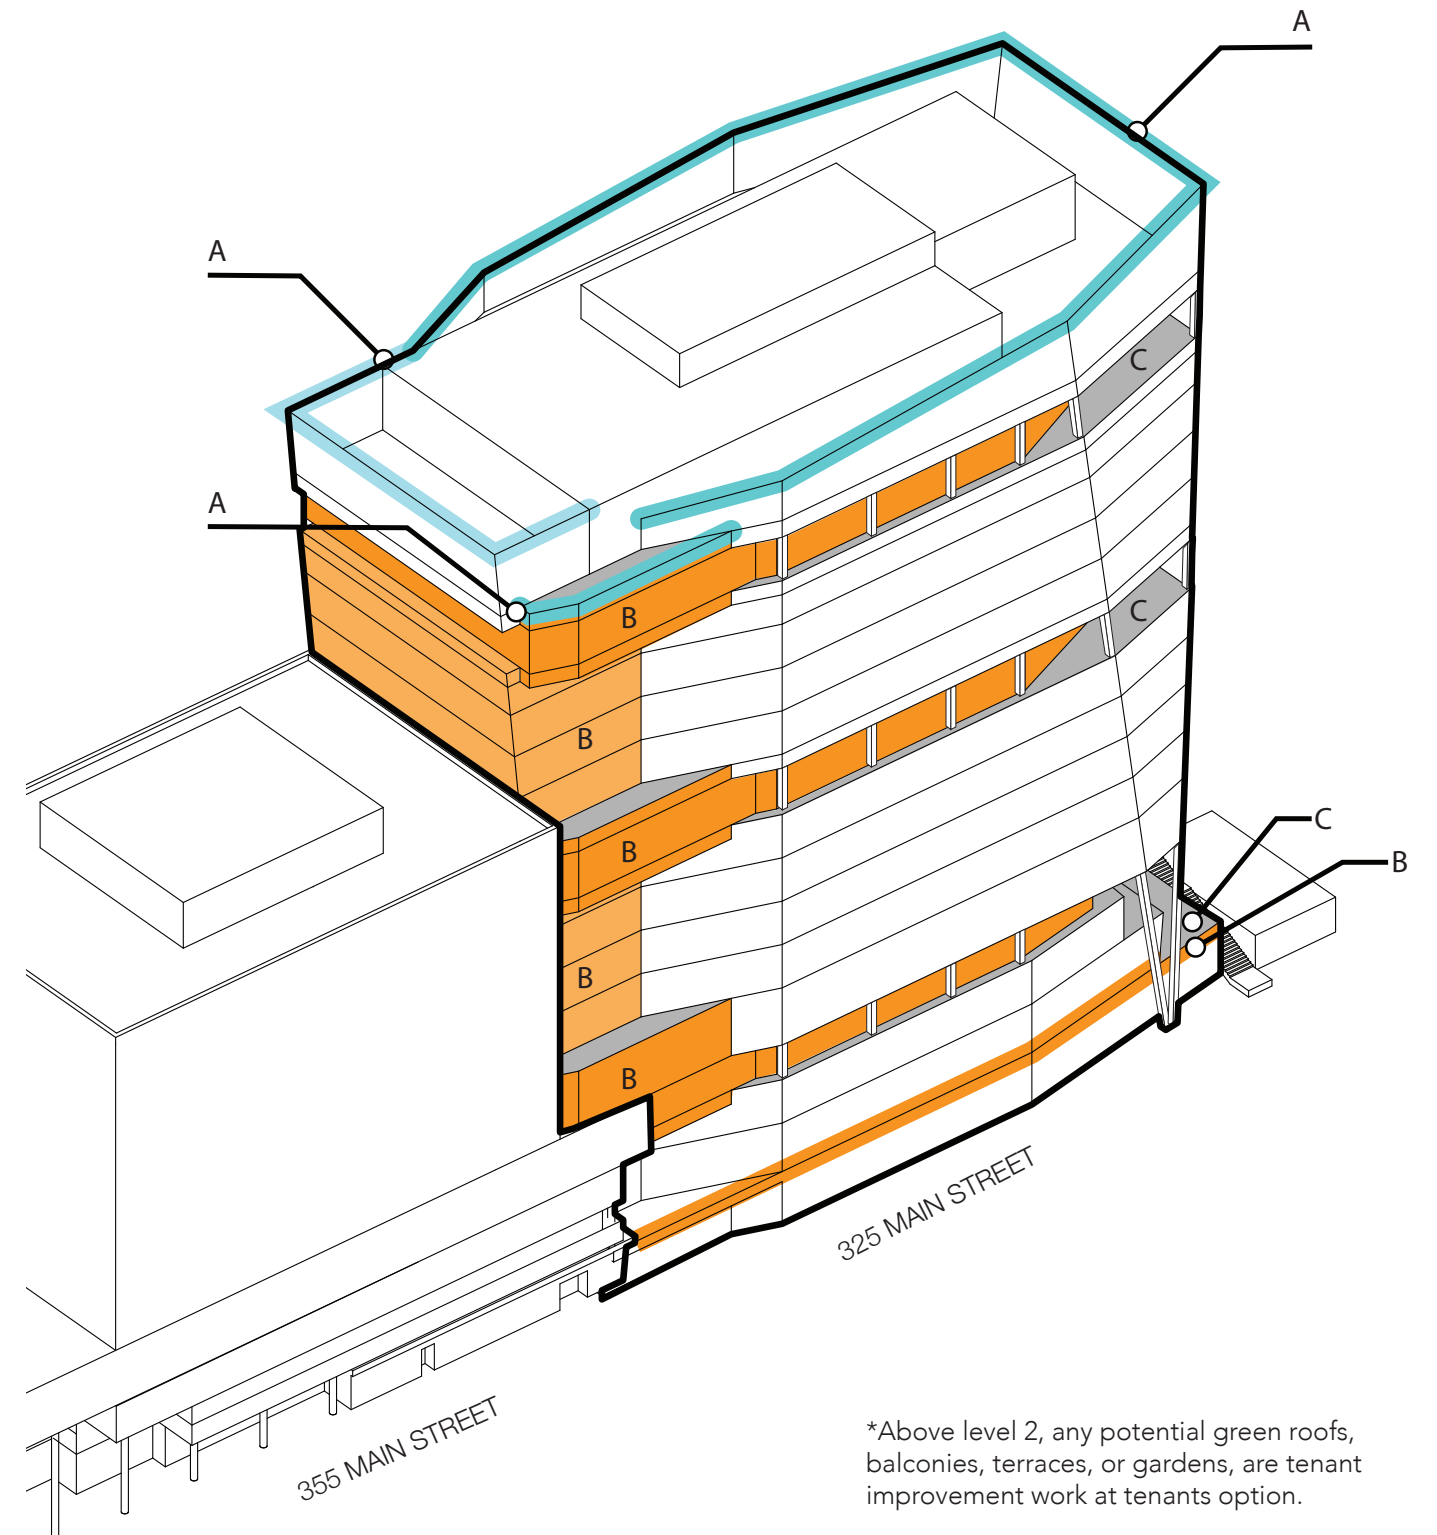 A
A
C
A
C
B
B
C
B
B
B
B
325 MAIN STREET
355 MAIN STREET
*Above level 2, any potential green roofs,
balconies, terraces, or gardens, are tenant
improvement work at tenants option.